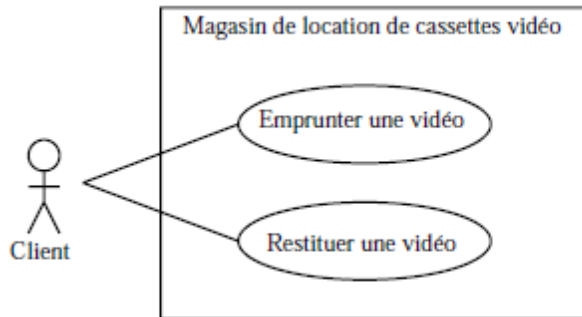 Magasin de location de cassettes vidéo
Emprunter une vidéo
Client
Restituer une vidéo